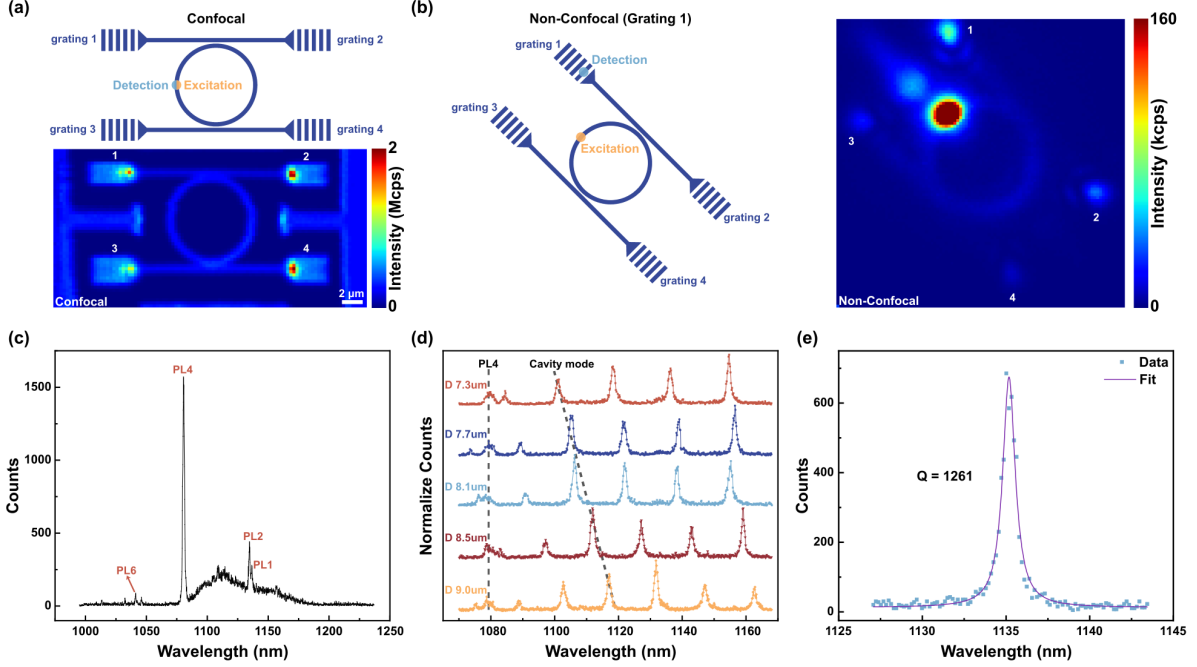 (a)
Confocal
grating 1
grating 2
Detection
Excitation
grating 3
grating 4
1
2
3
4
Confocal
2 μm
2
Intensity (Mcps)
0
(b)
Non-Confocal (Grating 1)
grating 1
Detection
grating 3
Excitation
grating 2
grating 4
1
2
3
4
Non-Confocal
160
Intensity (kcps)
0
(c)
PL4
PL2
PL1
PL6
1500
1000
500
0
Counts
1000 1050 1100 1150 1200 1250
Wavelength (nm)
(d)
PL4
Cavity mode
D 7.3um
D 7.7um
D 8.1um
D 8.5um
D 9.0um
Normalize Counts
1080 1100 1120 1140 1160
Wavelength (nm)
(e)
Data
Fit
Q = 1261
600
400
200
0
Counts
1125 1130 1135 1140 1145
Wavelength (nm)